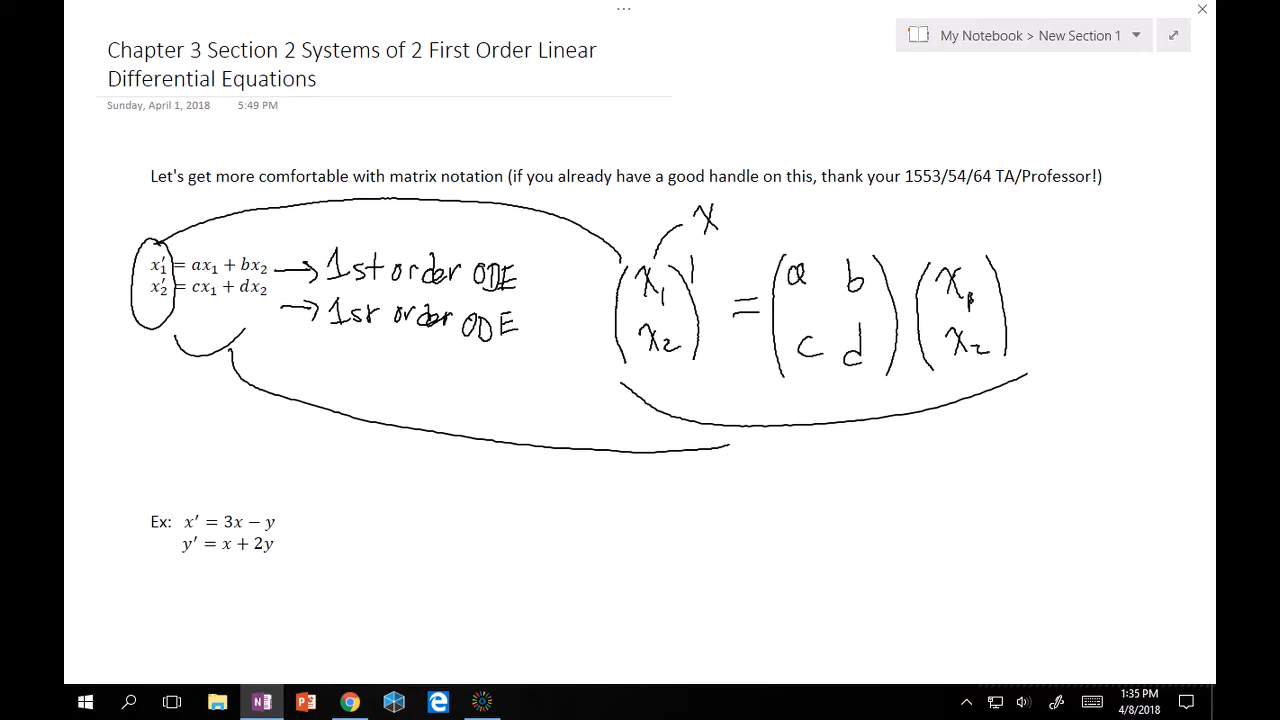 ...
My Notebook > New Section 1
Chapter 3 Section 2 Systems of 2 First Order Linear
Differential Equations
Sunday, April 1, 2018 5:49 PM
Let's get more comfortable with matrix notation (if you already have a good handle on this, thank your 1553/54/64 TA/Professor!)
x
x₁′ = ax₁ + bx₂ → 1st order ODE
x₂′ = cx₁ + dx₂ → 1st order ODE
(x₁ x₂)′ = (a b c d) (x₁ x₂)
Ex: x′ = 3x − y
y′ = x + 2y
1:35 PM
4/8/2018